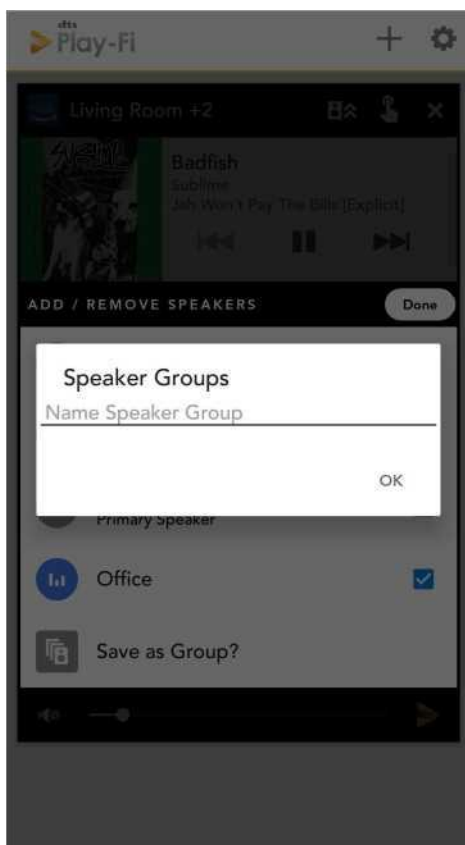 dts
Play-Fi
Living Room +2
Badfish
Sublime
Jah Won't Pay The Bills [Explicit]
ADD / REMOVE SPEAKERS
Done
Speaker Groups
Name Speaker Group
OK
Primary Speaker
Office
Save as Group?